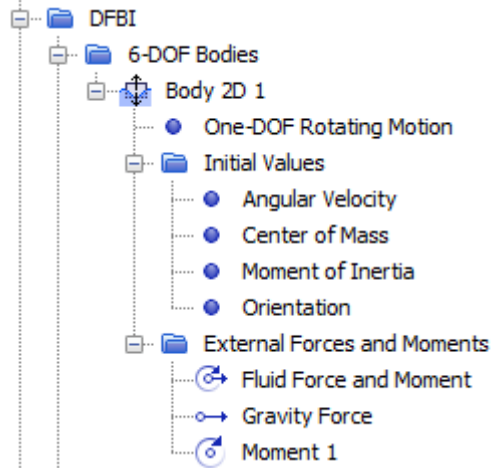 DFBI
6-DOF Bodies
Body 2D 1
One-DOF Rotating Motion
Initial Values
Angular Velocity
Center of Mass
Moment of Inertia
Orientation
External Forces and Moments
Fluid Force and Moment
Gravity Force
Moment 1